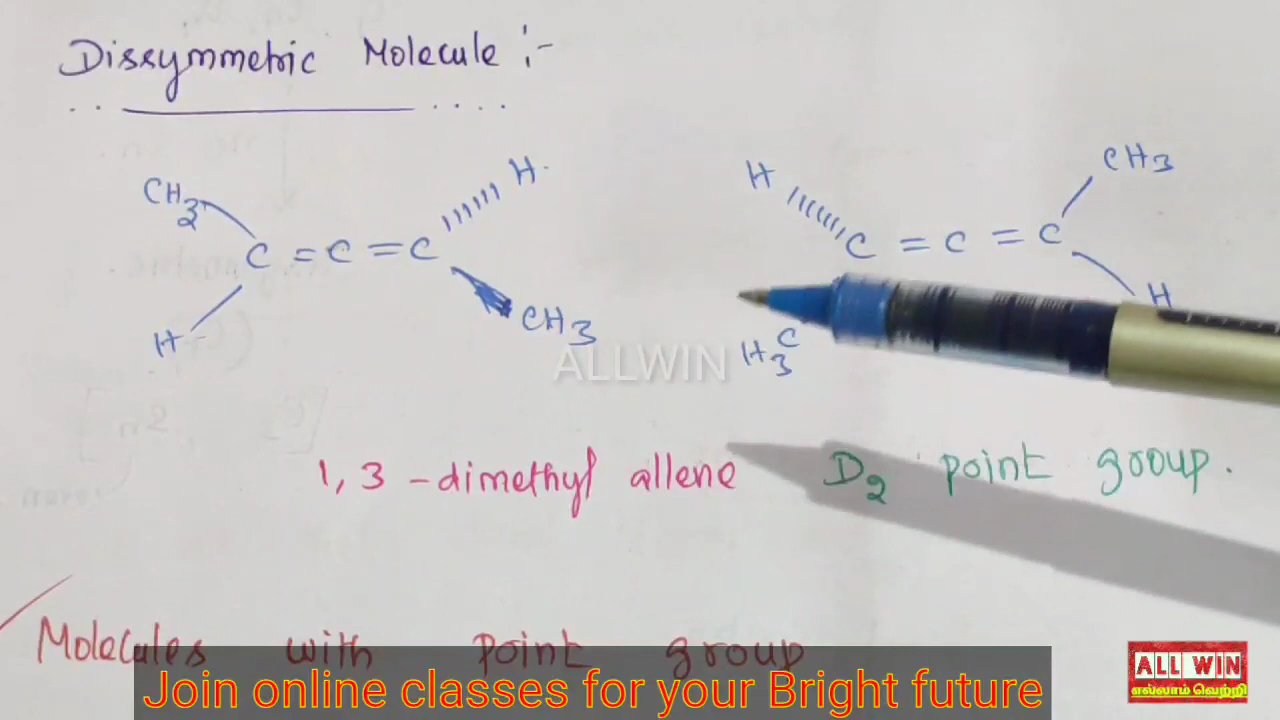 Dissymmetric Molecule :-
CH3 H H CH3
C = C = C C = C = C
H CH3 H3C H
ALLWIN
1, 3 - dimethyl allene D2 point group.
Molecules with point group
Join online classes for your Bright future
ALL WIN
எல்லாம் வெற்றி